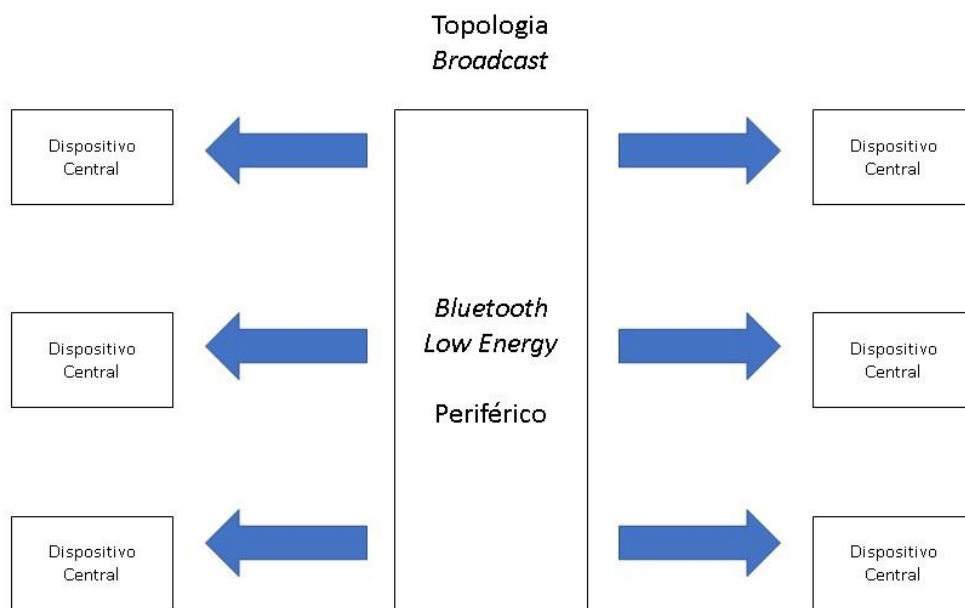 Topologia
Broadcast
Dispositivo
Central
Dispositivo
Central
Dispositivo
Central
Bluetooth
Low Energy
Periférico
Dispositivo
Central
Dispositivo
Central
Dispositivo
Central